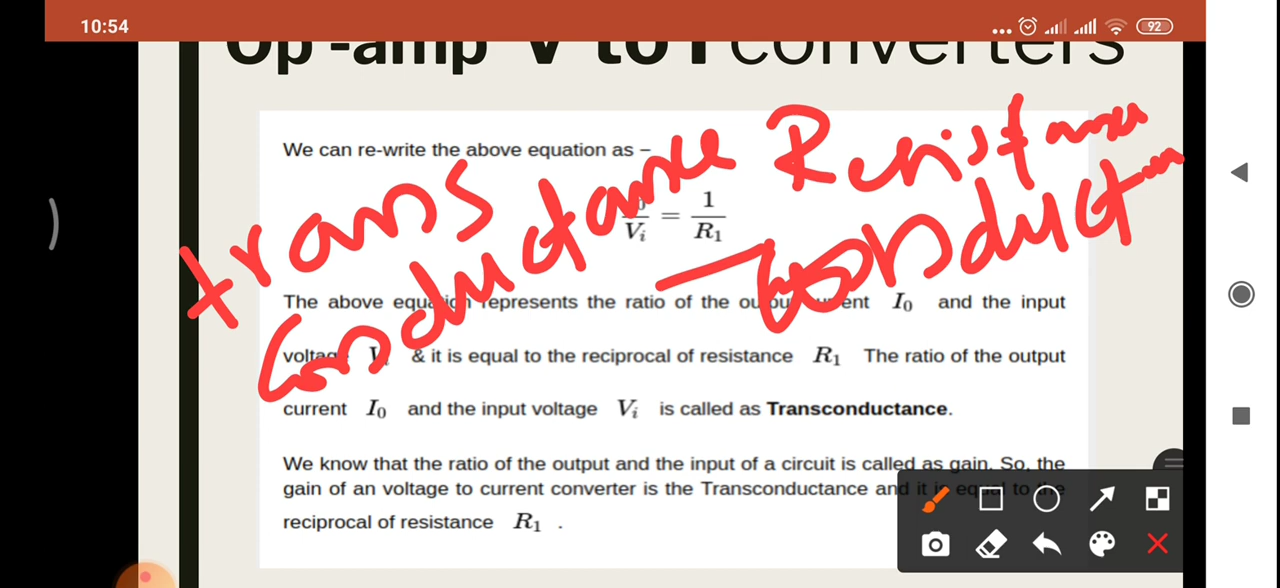 10:54
92
Op -amp V to I converters
We can re-write the above equation as −
Vi = 1 / R1
trans Resistance
conductance conduct
The above equation represents the ratio of the output current I0 and the input
voltage Vi & it is equal to the reciprocal of resistance R1 The ratio of the output
current I0 and the input voltage Vi is called as Transconductance.
We know that the ratio of the output and the input of a circuit is called as gain. So, the
gain of an voltage to current converter is the Transconductance and it is equal to the
reciprocal of resistance R1 .